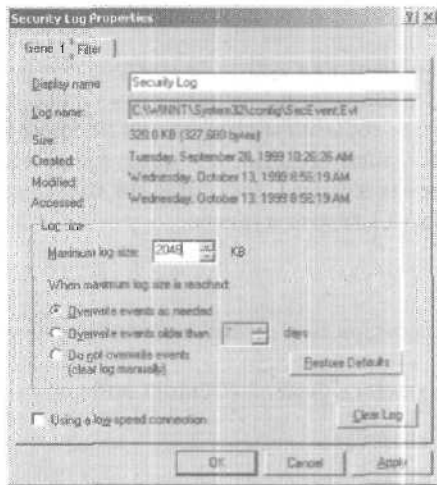 Security Log Properties
Filter
Display name
Security Log
Log name:
C:\WINNT\System32\config\SecEvent.Evt
Size:
320.0 KB (327,680 bytes)
Created:
Tuesday, September 28, 1999 10:26:26 AM
Modified:
Wednesday, October 13, 1999 8:56:19 AM
Accessed:
Wednesday, October 13, 1999 8:56:19 AM
Log size
Maximum log size:
2048
KB
When maximum log size is reached:
Overwrite events as needed
Overwrite events older than
7
days
Do not overwrite events
(clear log manually)
Restore Defaults
Using a low-speed connection
Clear Log
OK
Cancel
Apply